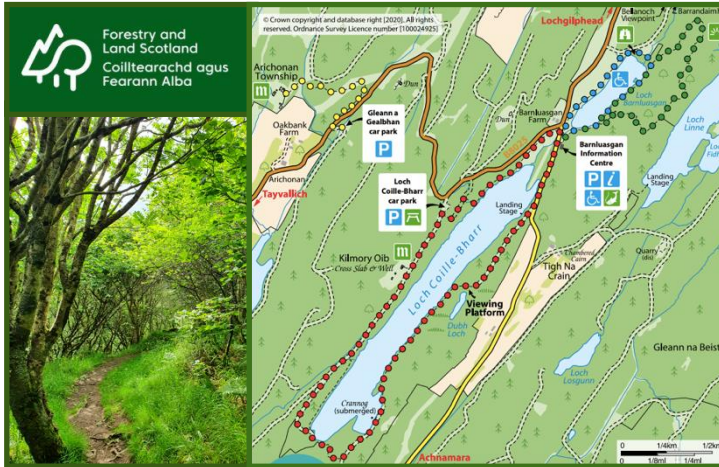 Forestry and
Land Scotland
Coilltearachd agus
Fearann Alba
© Crown copyright and database right [2020]. All rights
reserved. Ordnance Survey Licence number [100024925]
Lochgilphead
Bellanoch
Viewpoint
Arichonan
Township
m
Dun
Loch
Barnluasgan
Oakbank
Farm
Gleann a
Gealbhan
car park
P
Dun
Barnluasgan
Farm
Loch
Linne
Barnluasgan
Information
Centre
P i
Arichonan
Tayvallich
Loch
Coille-Bharr
car park
P
Landing
Stage
Landing
Stage
Kilmory Oib
Cross Slab & Well
m
Loch Coille-Bharr
Chambered
Cairn
Quarry
(dis)
Tigh Na
Crain
Viewing
Platform
Dubh
Loch
Gleann na Beist
Loch
Losgunn
Crannog
(submerged)
Achnamara
0 1/4km 1/2k
0 1/8ml 1/4ml